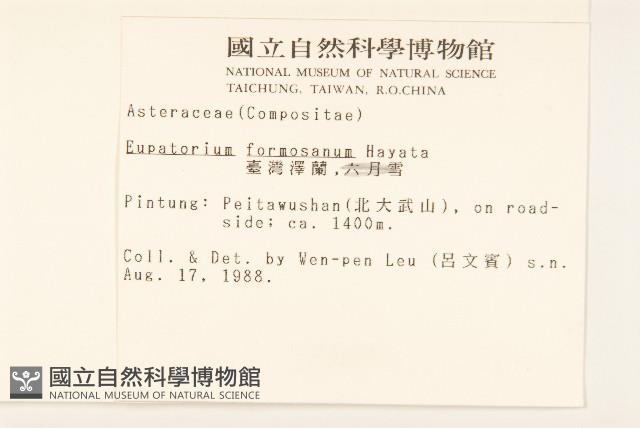 國立自然科學博物館
NATIONAL MUSEUM OF NATURAL SCIENCE
TAICHUNG, TAIWAN, R.O.CHINA
Asteraceae(Compositae)
Eupatorium formosanum Hayata
臺灣澤蘭,六月雪
Pintung: Peitawushan(北大武山), on road-
side; ca. 1400m.
Coll. & Det. by Wen-pen Leu (呂文賓) s.n.
Aug. 17, 1988.
國立自然科學博物館
NATIONAL MUSEUM OF NATURAL SCIENCE